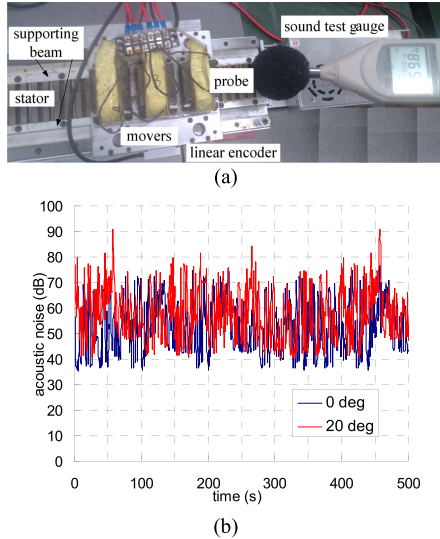 supporting
beam
stator
movers
probe
linear encoder
sound test gauge
(a)
100
90
80
70
60
50
40
30
20
10
0
acoustic noise (dB)
0 deg
20 deg
0 100 200 300 400 500
time (s)
(b)